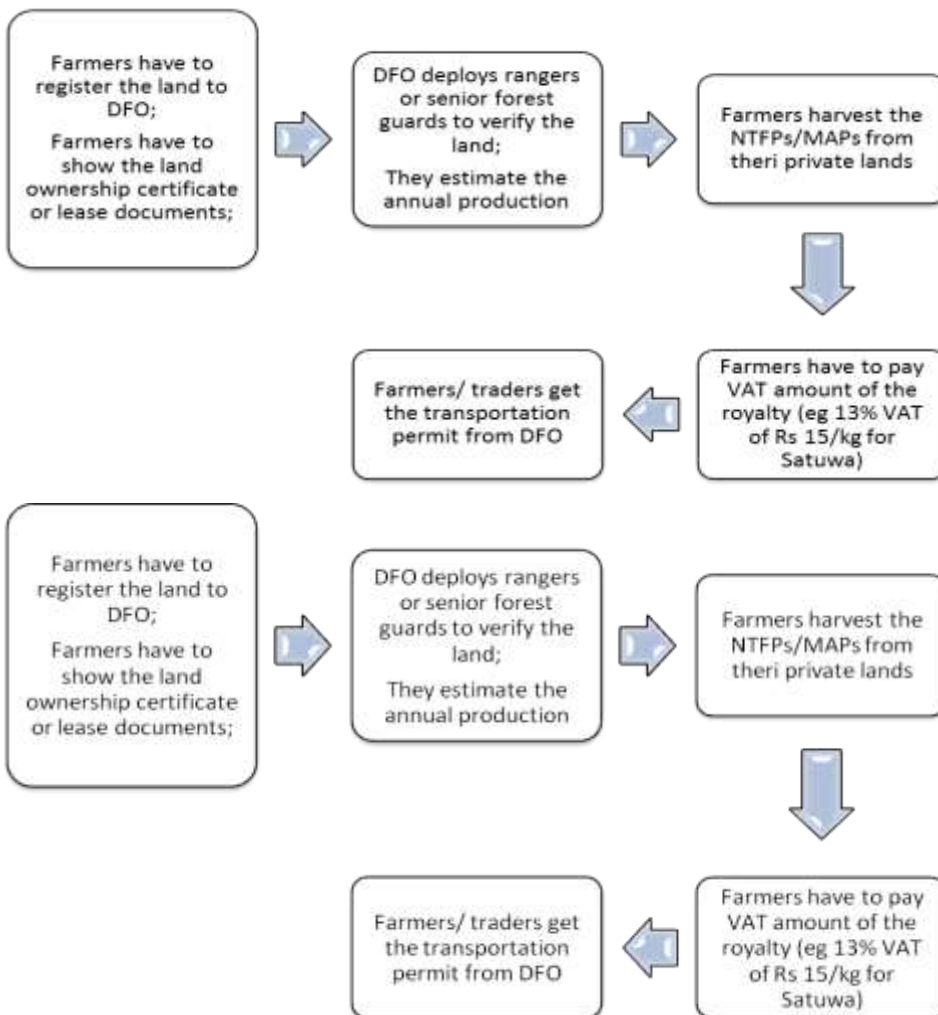 Farmers have to
register the land to
DFO;
Farmers have to
show the land
ownership certificate
or lease documents;
DFO deploys rangers
or senior forest
guards to verify the
land;
They estimate the
annual production
Farmers harvest the
NTFPs/MAPs from
theri private lands
Farmers have to pay
VAT amount of the
royalty (eg 13% VAT
of Rs 15/kg for
Satuwa)
Farmers/ traders get
the transportation
permit from DFO
Farmers have to
register the land to
DFO;
Farmers have to
show the land
ownership certificate
or lease documents;
DFO deploys rangers
or senior forest
guards to verify the
land;
They estimate the
annual production
Farmers harvest the
NTFPs/MAPs from
theri private lands
Farmers have to pay
VAT amount of the
royalty (eg 13% VAT
of Rs 15/kg for
Satuwa)
Farmers/ traders get
the transportation
permit from DFO